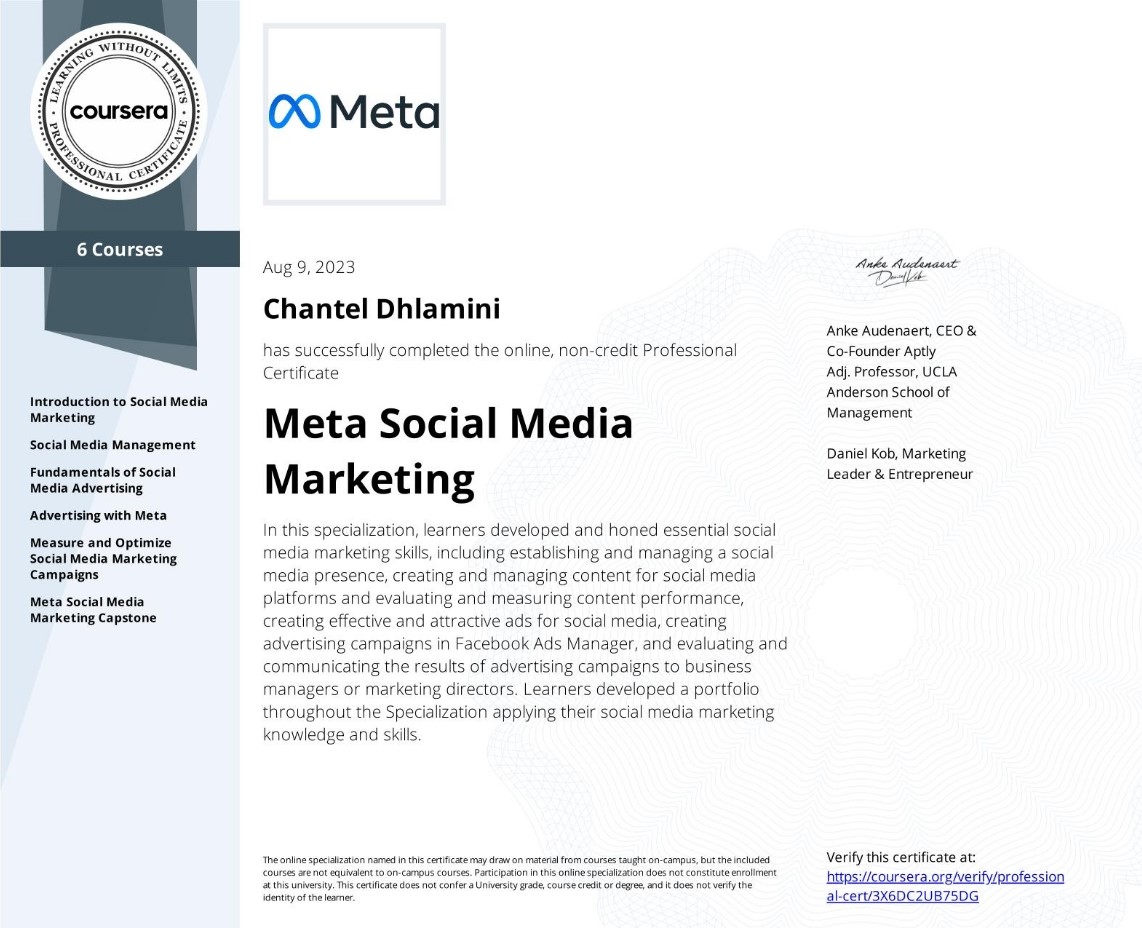 LEARNING WITHOUT LIMITS
coursera
PROFESSIONAL CERTIFICATE
6 Courses
Introduction to Social Media
Marketing
Social Media Management
Fundamentals of Social
Media Advertising
Advertising with Meta
Measure and Optimize
Social Media Marketing
Campaigns
Meta Social Media
Marketing Capstone
Meta
Aug 9, 2023
Chantel Dhlamini
has successfully completed the online, non-credit Professional
Certificate
Meta Social Media
Marketing
In this specialization, learners developed and honed essential social
media marketing skills, including establishing and managing a social
media presence, creating and managing content for social media
platforms and evaluating and measuring content performance,
creating effective and attractive ads for social media, creating
advertising campaigns in Facebook Ads Manager, and evaluating and
communicating the results of advertising campaigns to business
managers or marketing directors. Learners developed a portfolio
throughout the Specialization applying their social media marketing
knowledge and skills.
The online specialization named in this certificate may draw on material from courses taught on-campus, but the included
courses are not equivalent to on-campus courses. Participation in this online specialization does not constitute enrollment
at this university. This certificate does not confer a University grade, course credit or degree, and it does not verify the
identity of the learner.
Anke Audenaert
Daniel Kob
Anke Audenaert, CEO &
Co-Founder Aptly
Adj. Professor, UCLA
Anderson School of
Management
Daniel Kob, Marketing
Leader & Entrepreneur
Verify this certificate at:
https://coursera.org/verify/profession
al-cert/3X6DC2UB75DG